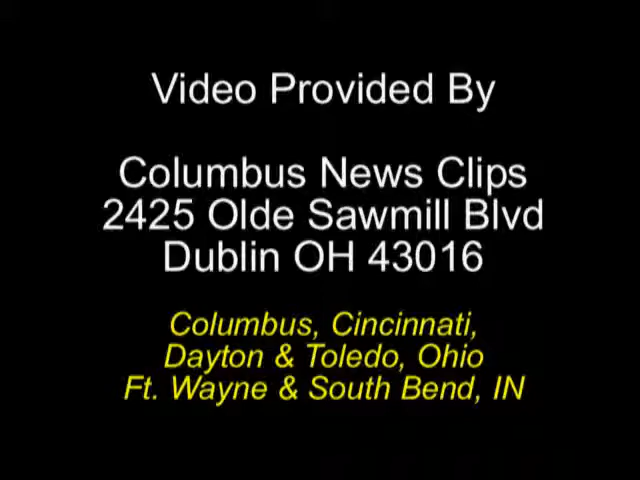 Video Provided By
Columbus News Clips
2425 Olde Sawmill Blvd
Dublin OH 43016
Columbus, Cincinnati,
Dayton & Toledo, Ohio
Ft. Wayne & South Bend, IN